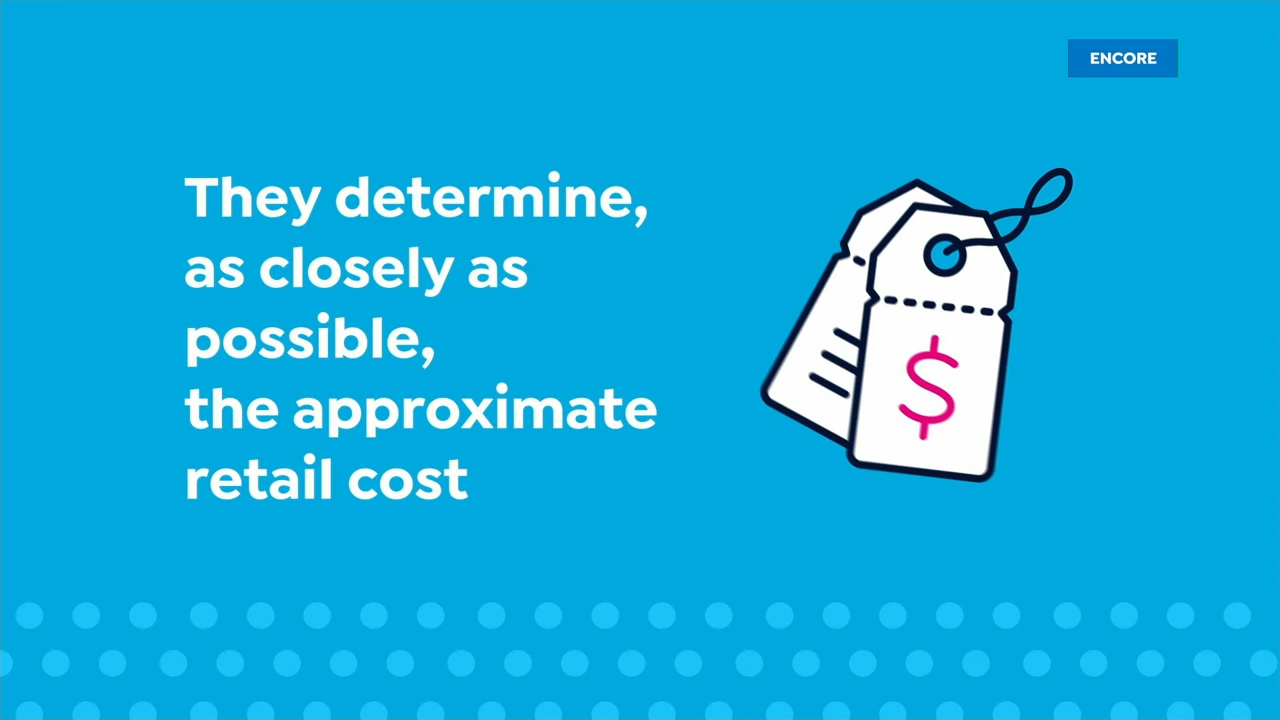 ENCORE
They determine,
as closely as
possible,
the approximate
retail cost
$